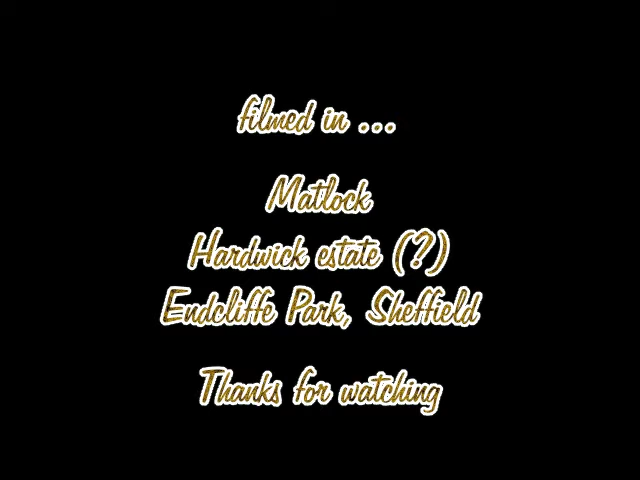 filmed in ...
Matlock
Hardwick estate (?)
Endcliffe Park, Sheffield
Thanks for watching